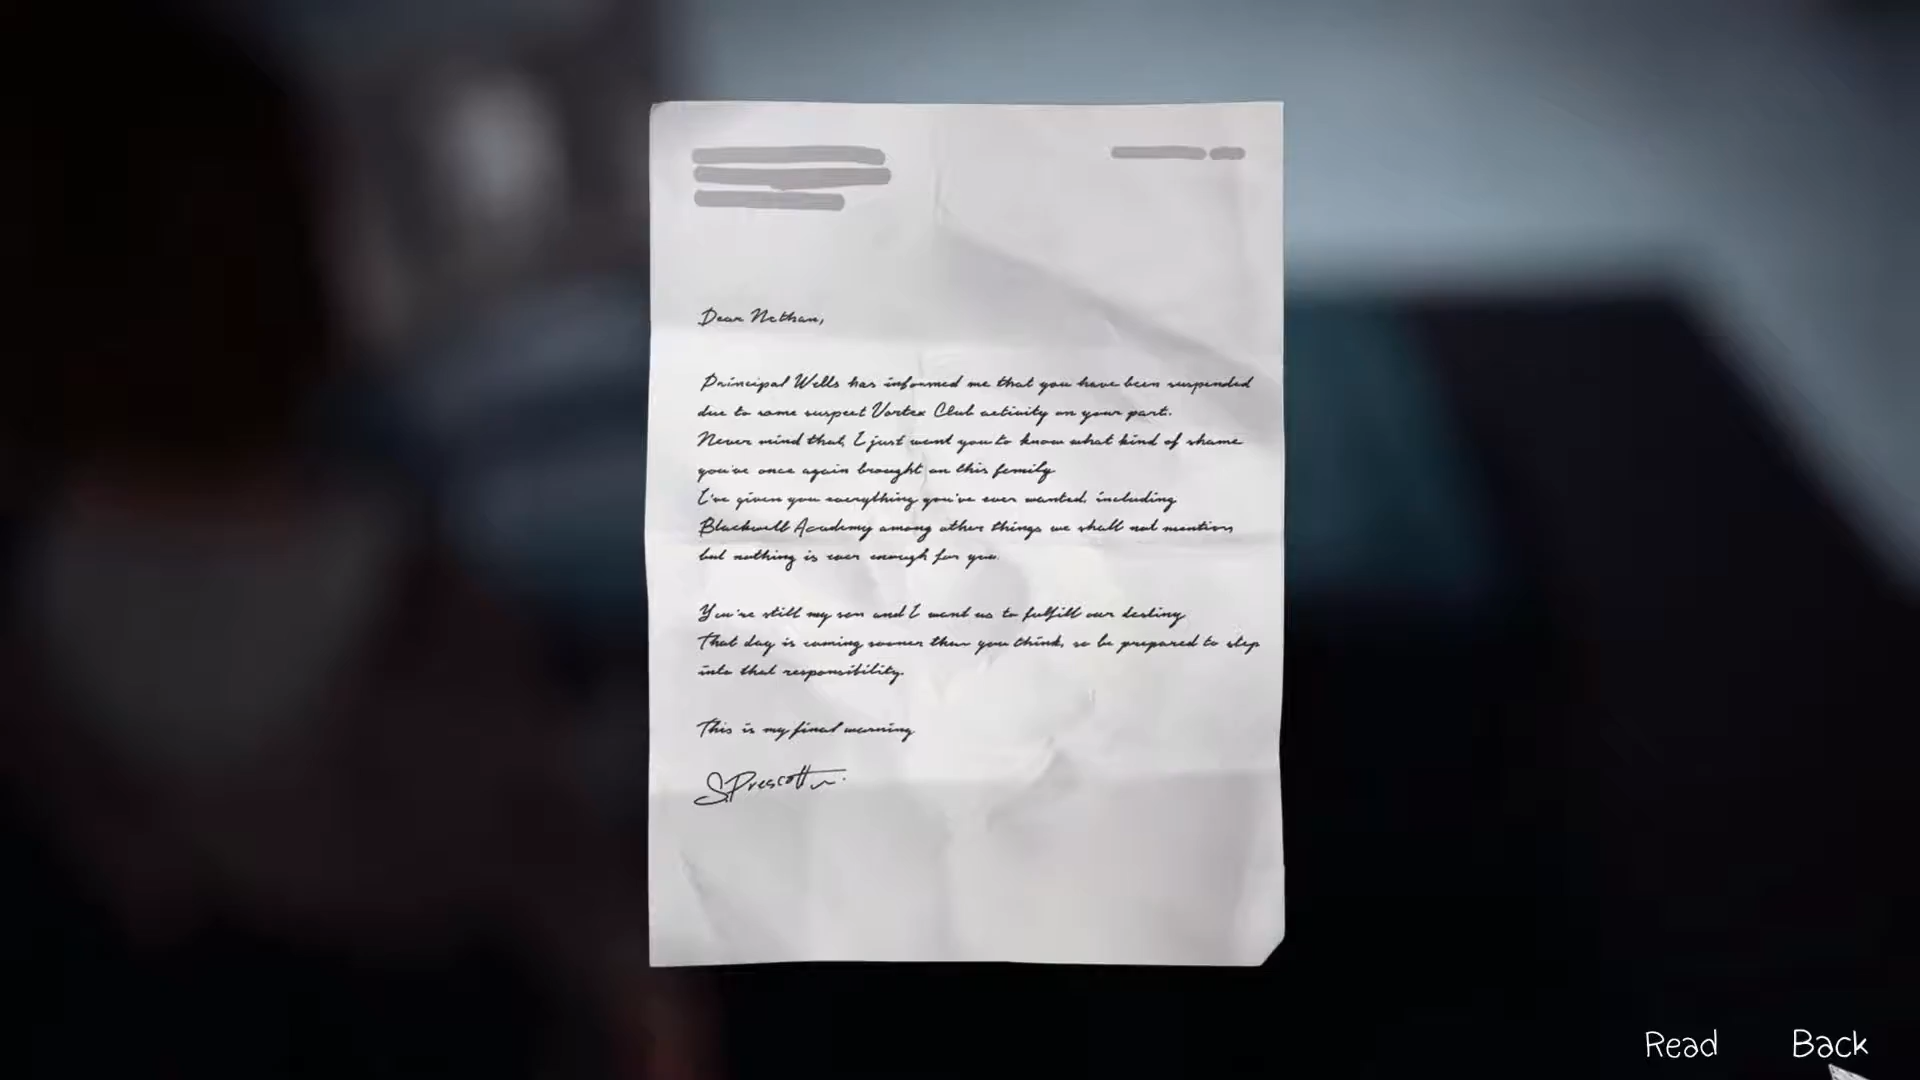 Dear Nathan,
Principal Wells has informed me that you have been suspended
due to some suspect Vortex Club activity on your part.
Never mind that, I just want you to know what kind of shame
you've once again brought on this family
I've given you everything you've ever wanted, including
Blackwell Academy among other things we shall not mention
but nothing is ever enough for you.
You're still my son and I want us to fulfill our destiny
That day is coming sooner than you think, so be prepared to step
into that responsibility.
This is my final warning
S.Prescott
Read
Back